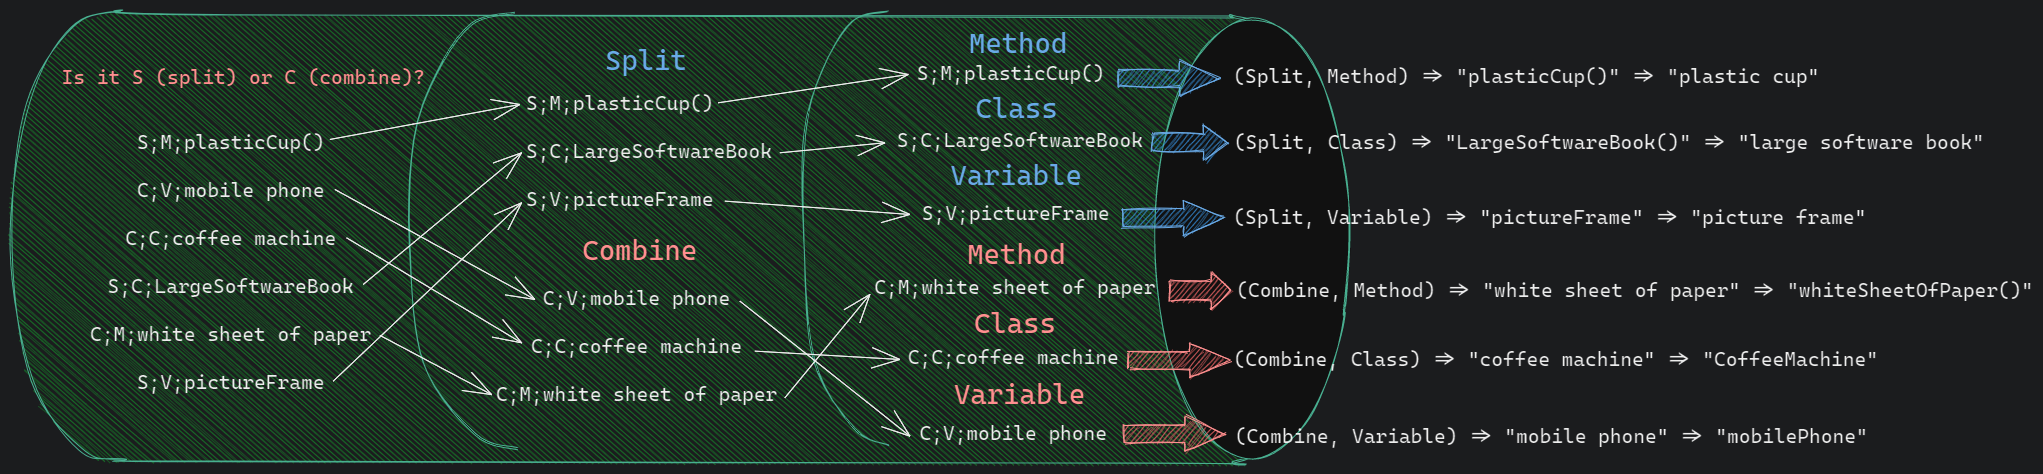 Is it S (split) or C (combine)?
S;M;plasticCup()
C;V;mobile phone
C;C;coffee machine
S;C;LargeSoftwareBook
C;M;white sheet of paper
S;V;pictureFrame
Split
S;M;plasticCup()
S;C;LargeSoftwareBook
S;V;pictureFrame
Combine
C;V;mobile phone
C;C;coffee machine
C;M;white sheet of paper
Method
S;M;plasticCup()
Class
S;C;LargeSoftwareBook
Variable
S;V;pictureFrame
Method
C;M;white sheet of paper
Class
C;C;coffee machine
Variable
C;V;mobile phone
(Split, Method) ⇒ "plasticCup()" ⇒ "plastic cup"
(Split, Class) ⇒ "LargeSoftwareBook()" ⇒ "large software book"
(Split, Variable) ⇒ "pictureFrame" ⇒ "picture frame"
(Combine, Method) ⇒ "white sheet of paper" ⇒ "whiteSheetOfPaper()"
(Combine, Class) ⇒ "coffee machine" ⇒ "CoffeeMachine"
(Combine, Variable) ⇒ "mobile phone" ⇒ "mobilePhone"